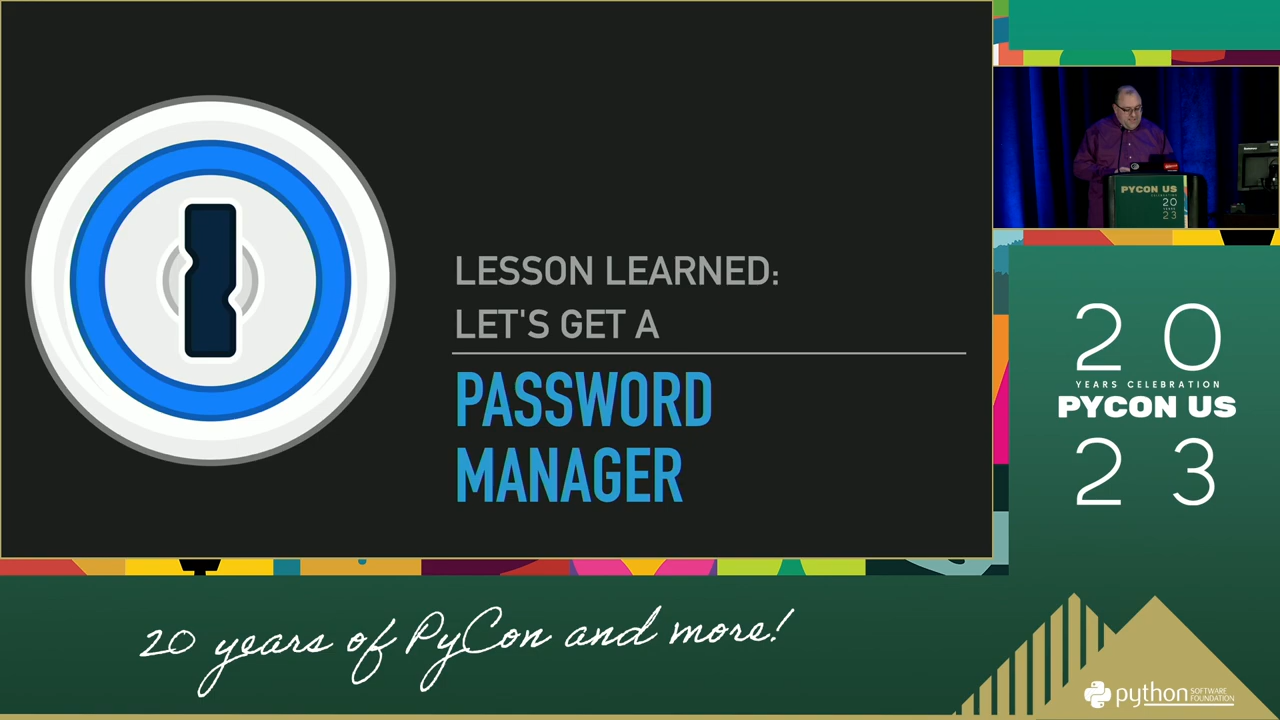 LESSON LEARNED:
LET'S GET A
PASSWORD
MANAGER
PYCON US
20
23
20
YEARS CELEBRATION
PYCON US
23
20 years of PyCon and more!
python SOFTWARE
FOUNDATION